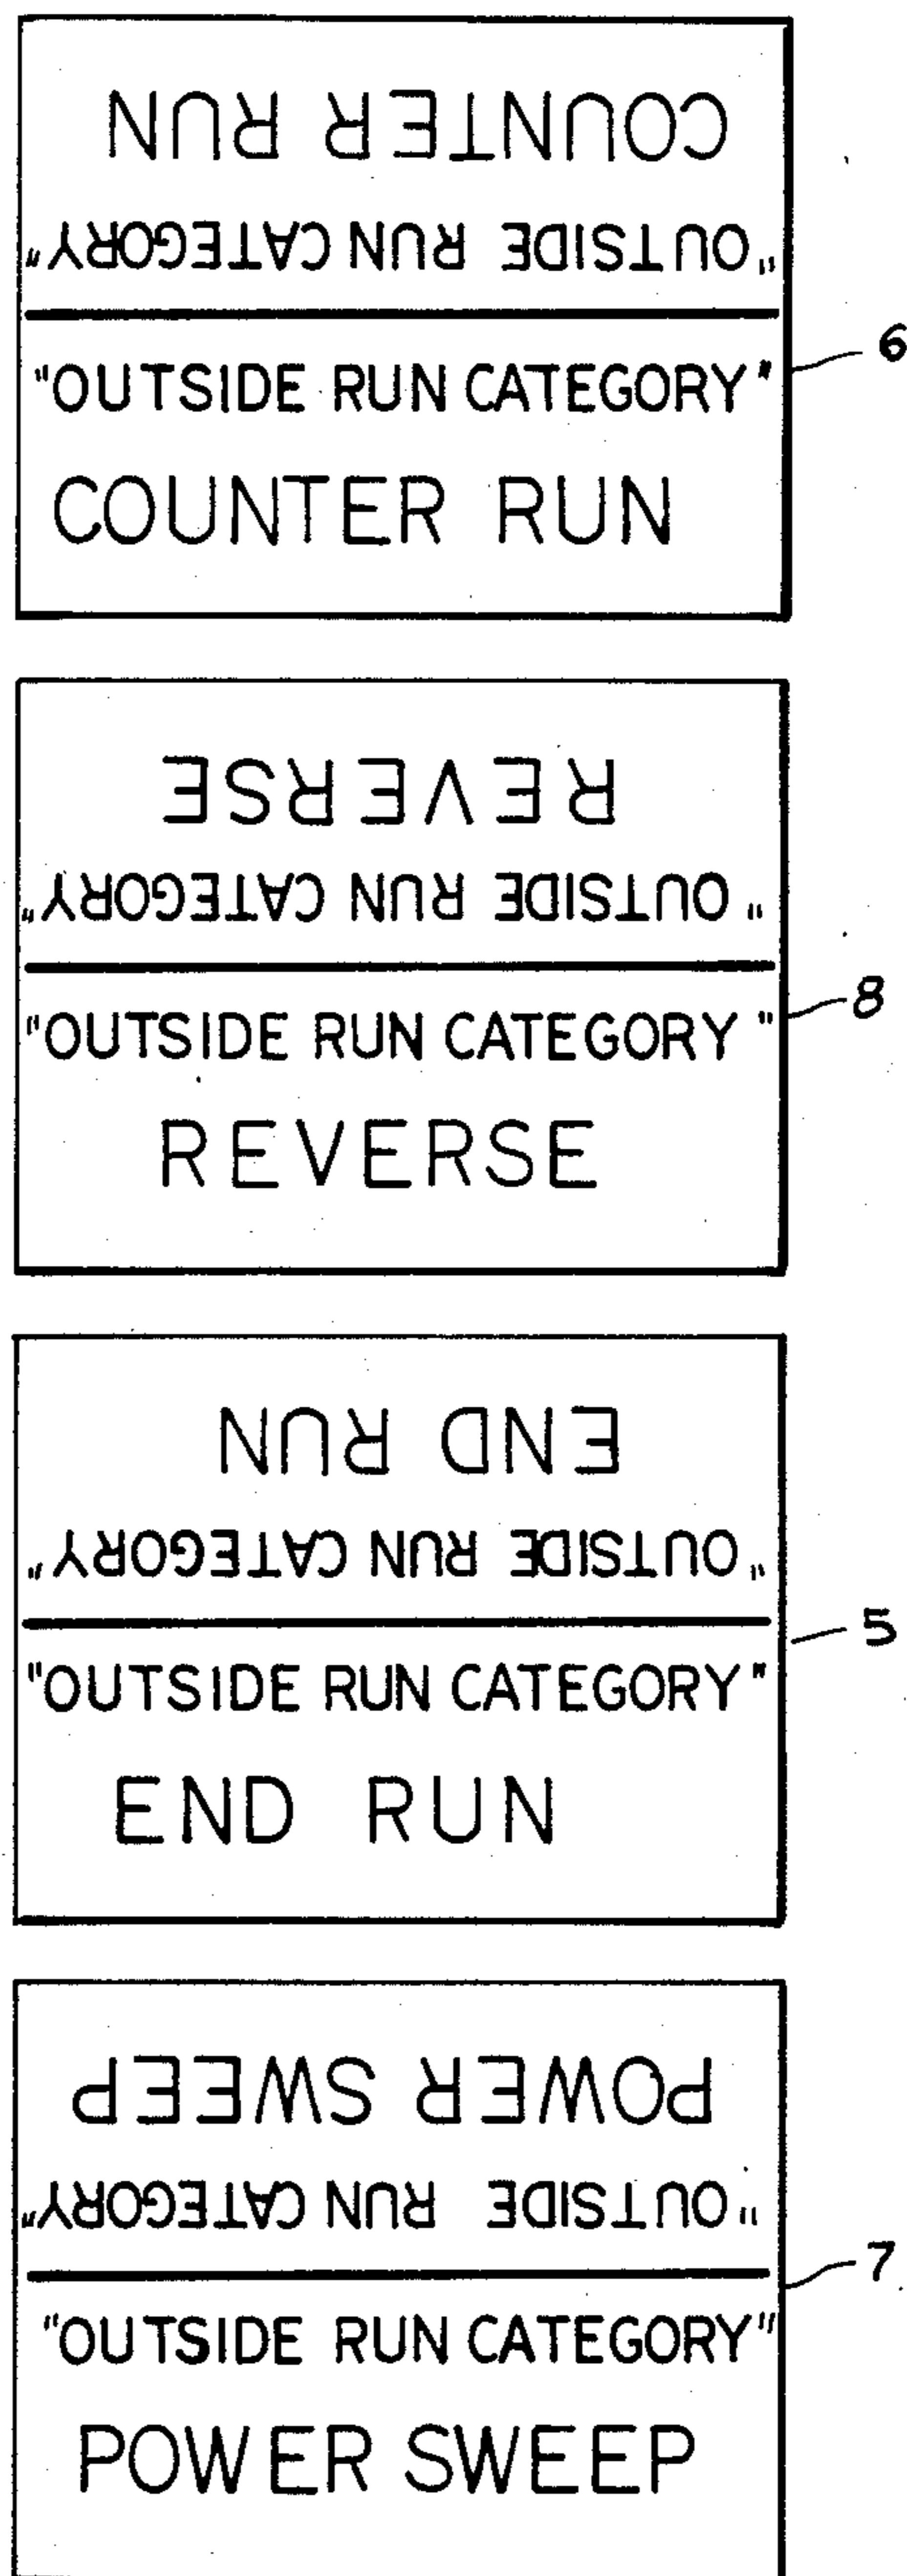 COUNTER RUN
"OUTSIDE RUN CATEGORY"
"OUTSIDE RUN CATEGORY"
COUNTER RUN
6
REVERSE
"OUTSIDE RUN CATEGORY"
"OUTSIDE RUN CATEGORY"
REVERSE
8
END RUN
"OUTSIDE RUN CATEGORY"
"OUTSIDE RUN CATEGORY"
END RUN
5
POWER SWEEP
"OUTSIDE RUN CATEGORY"
"OUTSIDE RUN CATEGORY"
POWER SWEEP
7